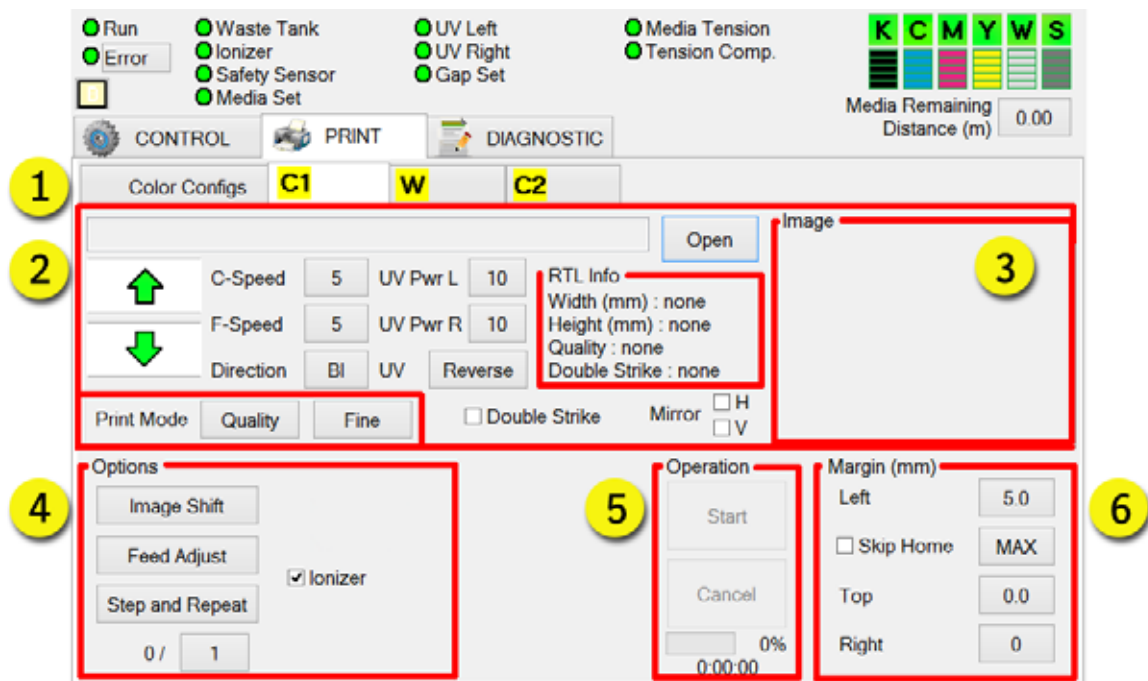 Run
Waste Tank
UV Left
Media Tension
K C M Y W S
Error
Ionizer
UV Right
Tension Comp.
Safety Sensor
Gap Set
Media Set
Media Remaining
Distance (m)
0.00
CONTROL
PRINT
DIAGNOSTIC
1
Color Configs
C1
W
C2
2
Open
Image
3
C-Speed
5
UV Pwr L
10
RTL Info
Width (mm) : none
F-Speed
5
UV Pwr R
10
Height (mm) : none
Quality : none
Direction
BI
UV
Reverse
Double Strike : none
Print Mode
Quality
Fine
Double Strike
Mirror
H
V
4
Options
Image Shift
Feed Adjust
Ionizer
Step and Repeat
0 /
1
5
Operation
Start
Cancel
0%
0:00:00
6
Margin (mm)
Left
5.0
Skip Home
MAX
Top
0.0
Right
0